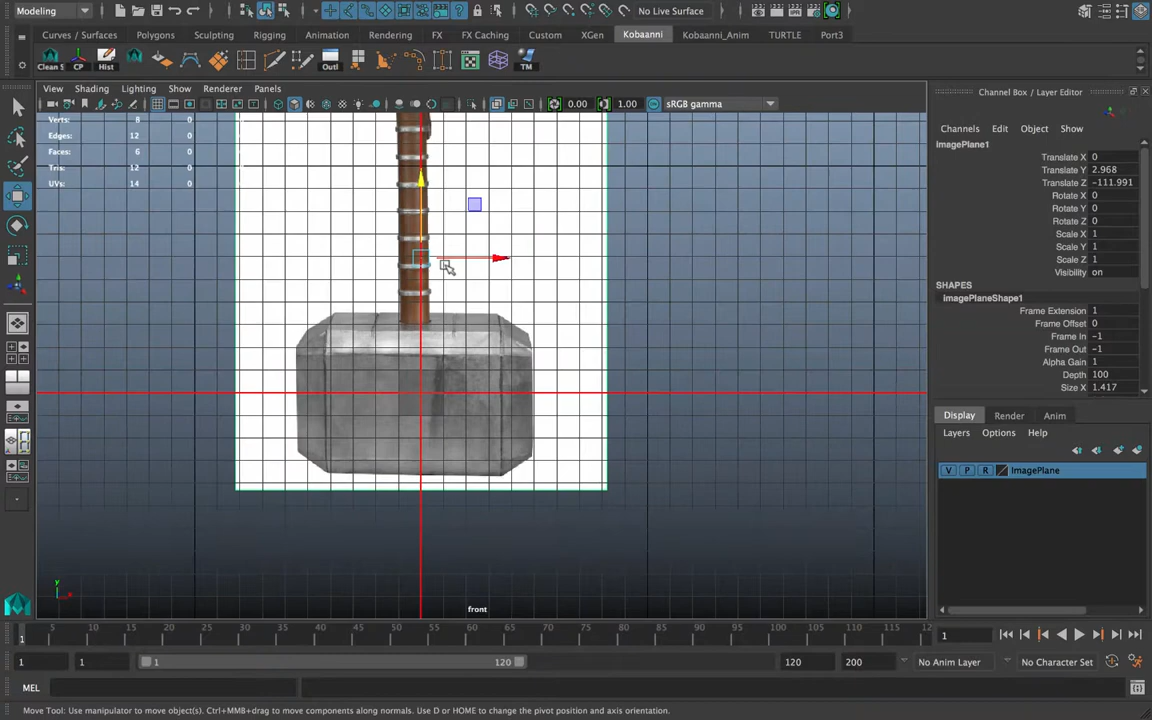 Modeling
No Live Surface
Curves / Surfaces Polygons Sculpting Rigging Animation Rendering FX FX Caching Custom XGen Kobaanni Kobaanni_Anim TURTLE Port3
Clean S CP Hist Outl TM
View Shading Lighting Show Renderer Panels
0.00 1.00 sRGB gamma
Verts: 8 0
Edges: 12 0
Faces: 6 0
Tris: 12 0
UVs: 14 0
y
front
Channel Box / Layer Editor
Channels Edit Object Show
ImagePlane1
Translate X 0
Translate Y 2.968
Translate Z -111.991
Rotate X 0
Rotate Y 0
Rotate Z 0
Scale X 1
Scale Y 1
Scale Z 1
Visibility on
SHAPES
ImagePlaneShape1
Frame Extension 1
Frame Offset 0
Frame In -1
Frame Out -1
Alpha Gain 1
Depth 100
Size X 1.417
Display Render Anim
Layers Options Help
V P R ImagePlane
1 5 10 15 20 25 30 35 40 45 50 55 60 65 70 75 80 85 90 95 100 105 110 115 12
1
1 1 1 120 120 200 No Anim Layer No Character Set
MEL
Move Tool: Use manipulator to move object(s). Ctrl+MMB+drag to move components along normals. Use D or HOME to change the pivot position and axis orientation.